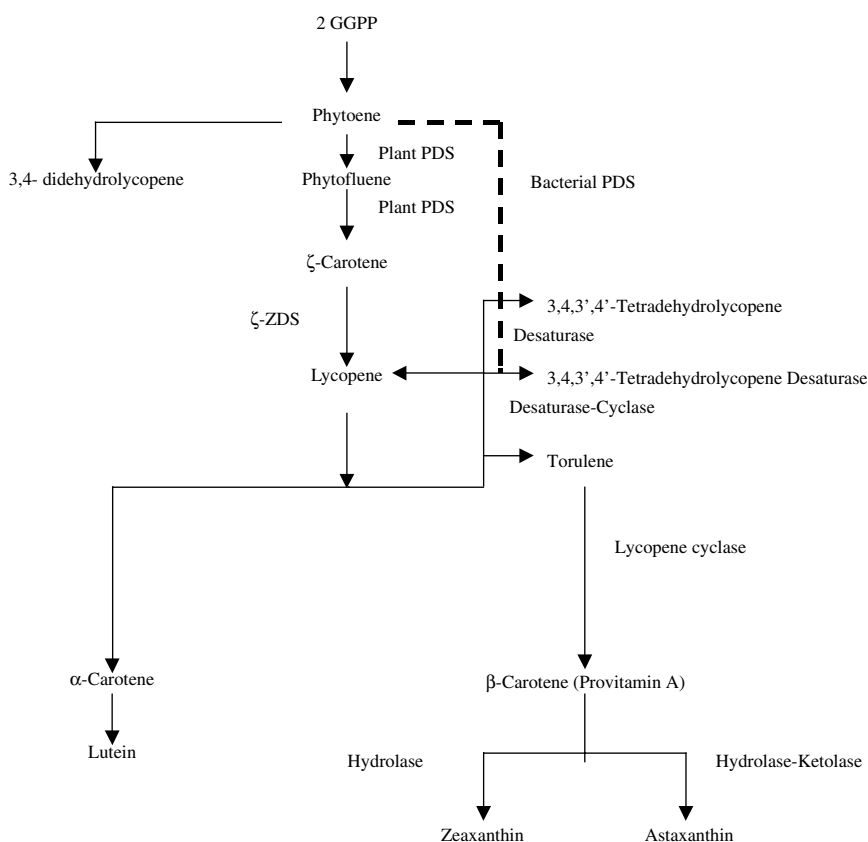 2 GGPP
Phytoene
Plant PDS
3,4- didehydrolycopene
Phytofluene
Bacterial PDS
Plant PDS
ζ-Carotene
3,4,3’,4’-Tetradehydrolycopene
ζ-ZDS
Desaturase
Lycopene
3,4,3’,4’-Tetradehydrolycopene Desaturase
Desaturase-Cyclase
Torulene
Lycopene cyclase
α-Carotene
β-Carotene (Provitamin A)
Lutein
Hydrolase
Hydrolase-Ketolase
Zeaxanthin
Astaxanthin